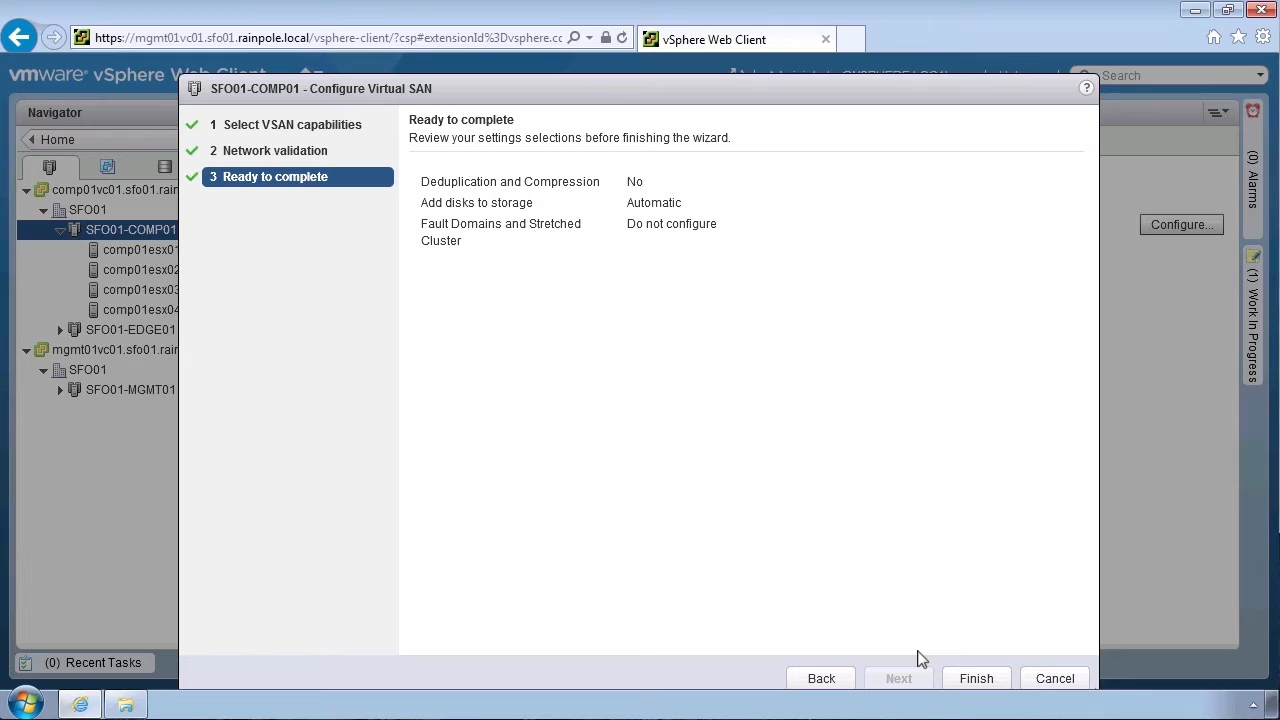 https://mgmt01vc01.sfo01.rainpole.local/vsphere-client/?csp#extensionId%3Dvsphere.cc
vSphere Web Client
vmware® vSphere Web Client
Search
SFO01-COMP01 - Configure Virtual SAN
Navigator
Home
comp01vc01.sfo01.rain
SFO01
SFO01-COMP01
comp01esx01
comp01esx02
comp01esx03
comp01esx04
SFO01-EDGE01
mgmt01vc01.sfo01.rain
SFO01
SFO01-MGMT01
1 Select VSAN capabilities
2 Network validation
3 Ready to complete
Ready to complete
Review your settings selections before finishing the wizard.
Deduplication and Compression No
Add disks to storage Automatic
Fault Domains and Stretched Do not configure
Cluster
Configure...
(0) Alarms
(1) Work In Progress
(0) Recent Tasks
Back
Next
Finish
Cancel